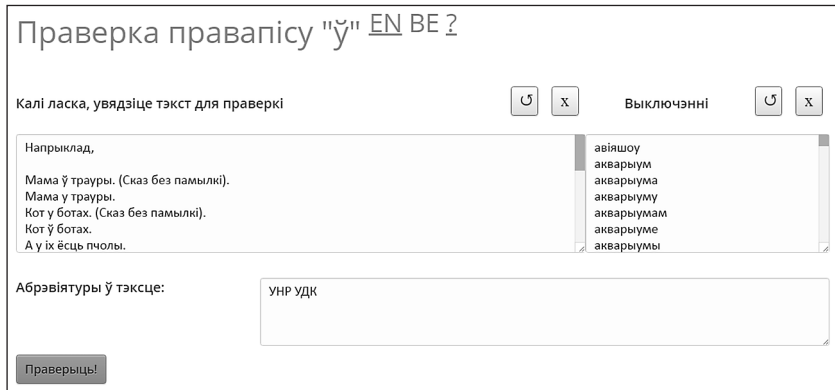 Праверка правапісу "ў" EN BE ?
Калі ласка, увядзіце тэкст для праверкі
↺ x
Выключэнні
↺ x
Напрыклад,
Мама ў трауры. (Сказ без памылкі).
Мама у трауры.
Кот у ботах. (Сказ без памылкі).
Кот ў ботах.
А у іх ёсць пчолы.
авіяшоу
акварыум
акварыума
акварыуму
акварыумам
акварыуме
акварыумы
Абрэвіятуры ў тэксце:
УНР УДК
Праверыць!